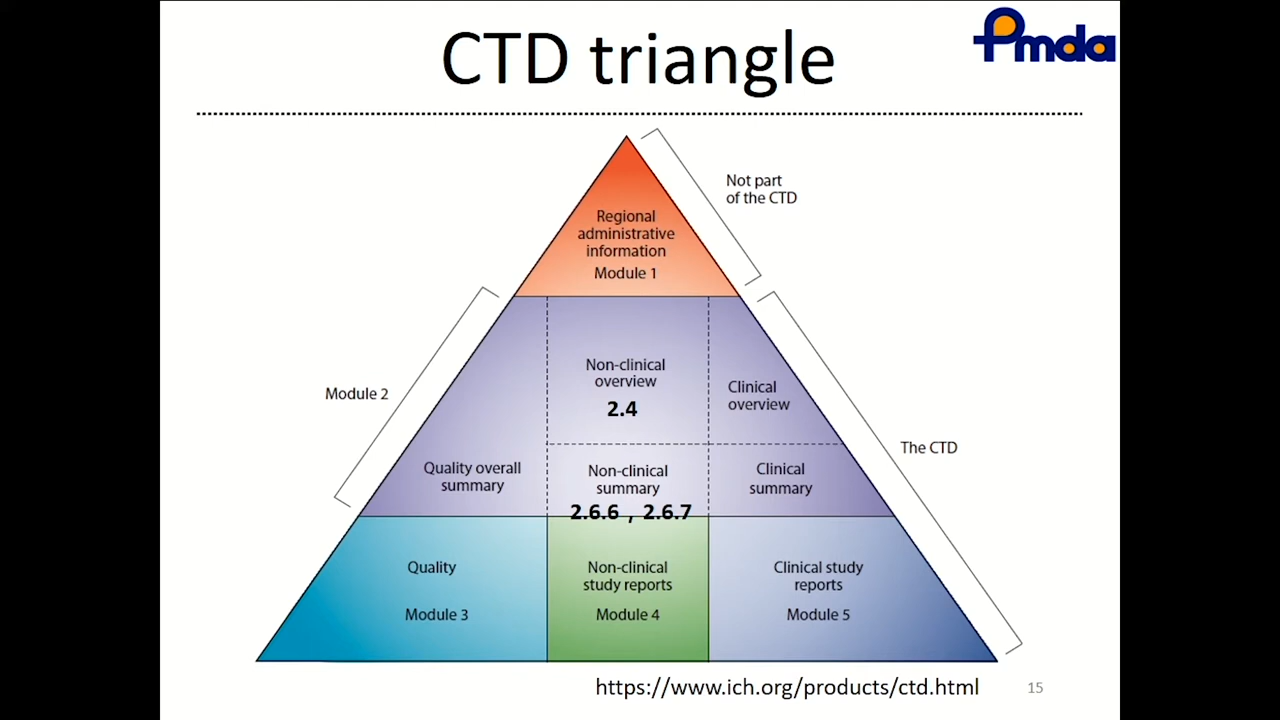 CTD triangle
Pmda
Not part
of the CTD
Regional
administrative
information
Module 1
Module 2
Non-clinical
overview
2.4
Clinical
overview
The CTD
Quality overall
summary
Non-clinical
summary
2.6.6 , 2.6.7
Clinical
summary
Quality
Module 3
Non-clinical
study reports
Module 4
Clinical study
reports
Module 5
https://www.ich.org/products/ctd.html
15